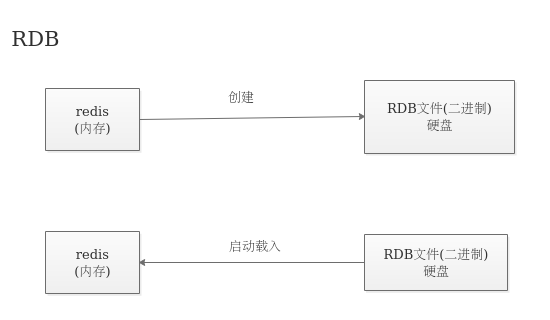 RDB
创建
redis
(内存)
RDB文件(二进制)
硬盘
启动载入
redis
(内存)
RDB文件(二进制)
硬盘